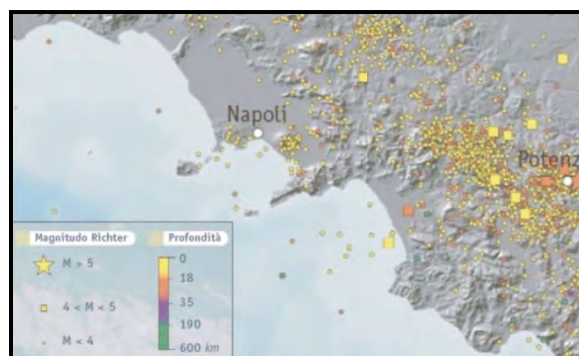 Napoli
Potenz
Magnitudo Richter
Profondità
M > 5
4 < M < 5
M < 4
0
18
35
190
600 km